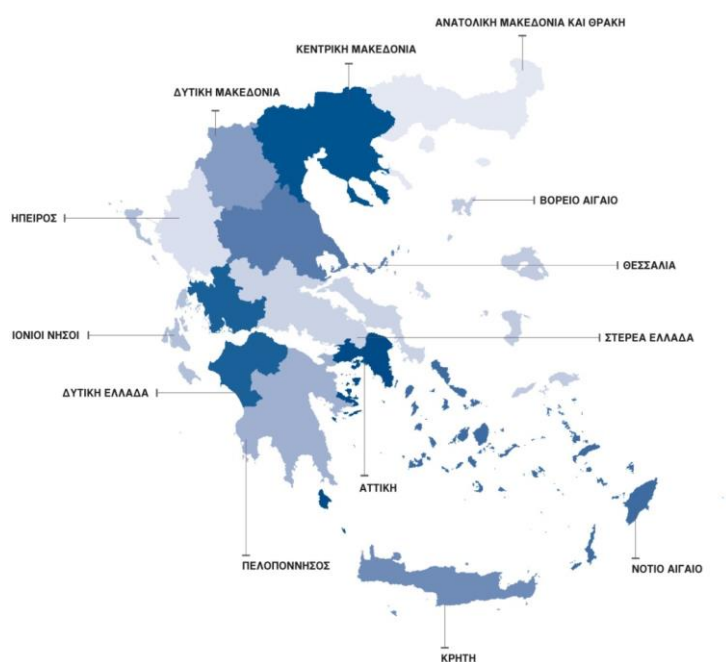 ΑΝΑΤΟΛΙΚΗ ΜΑΚΕΔΟΝΙΑ ΚΑΙ ΘΡΑΚΗ
ΚΕΝΤΡΙΚΗ ΜΑΚΕΔΟΝΙΑ
ΔΥΤΙΚΗ ΜΑΚΕΔΟΝΙΑ
ΒΟΡΕΙΟ ΑΙΓΑΙΟ
ΗΠΕΙΡΟΣ
ΘΕΣΣΑΛΙΑ
ΙΟΝΙΟΙ ΝΗΣΟΙ
ΣΤΕΡΕΑ ΕΛΛΑΔΑ
ΔΥΤΙΚΗ ΕΛΛΑΔΑ
ΑΤΤΙΚΗ
ΠΕΛΟΠΟΝΝΗΣΟΣ
ΝΟΤΙΟ ΑΙΓΑΙΟ
ΚΡΗΤΗ